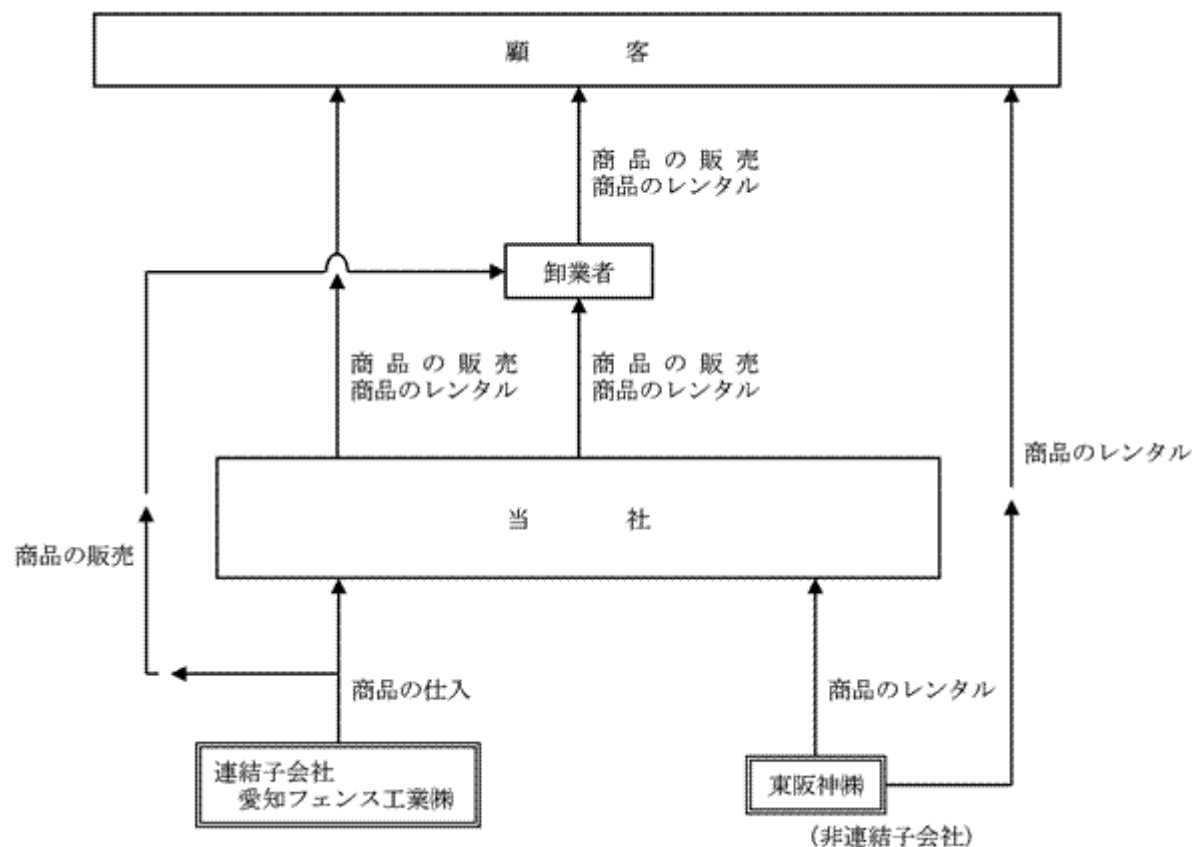 顧客
商品の販売
商品のレンタル
卸業者
商品の販売
商品のレンタル
商品の販売
商品のレンタル
商品のレンタル
当社
商品の販売
商品の仕入
商品のレンタル
連結子会社
愛知フェンス工業㈱
東阪神㈱
(非連結子会社)